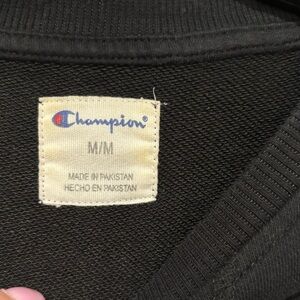 Champion®
M/M
MADE IN PAKISTAN
HECHO EN PAKISTAN